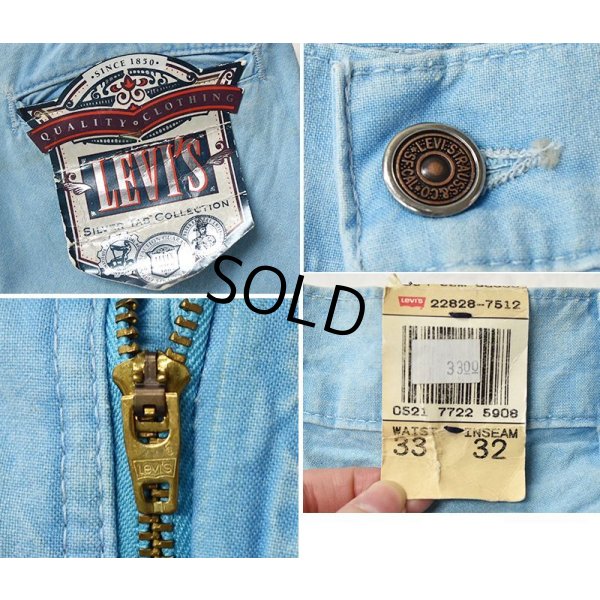 · SINCE 1850 ·
QUALITY · CLOTHING
LEVI'S
SILVER TAB COLLECTION
LEVI STRAUSS & CO. S.F. CAL.
SOLD
Levi's
Levi's
22828-7512
3300
0521 7722 5908
WAIST INSEAM
33 32